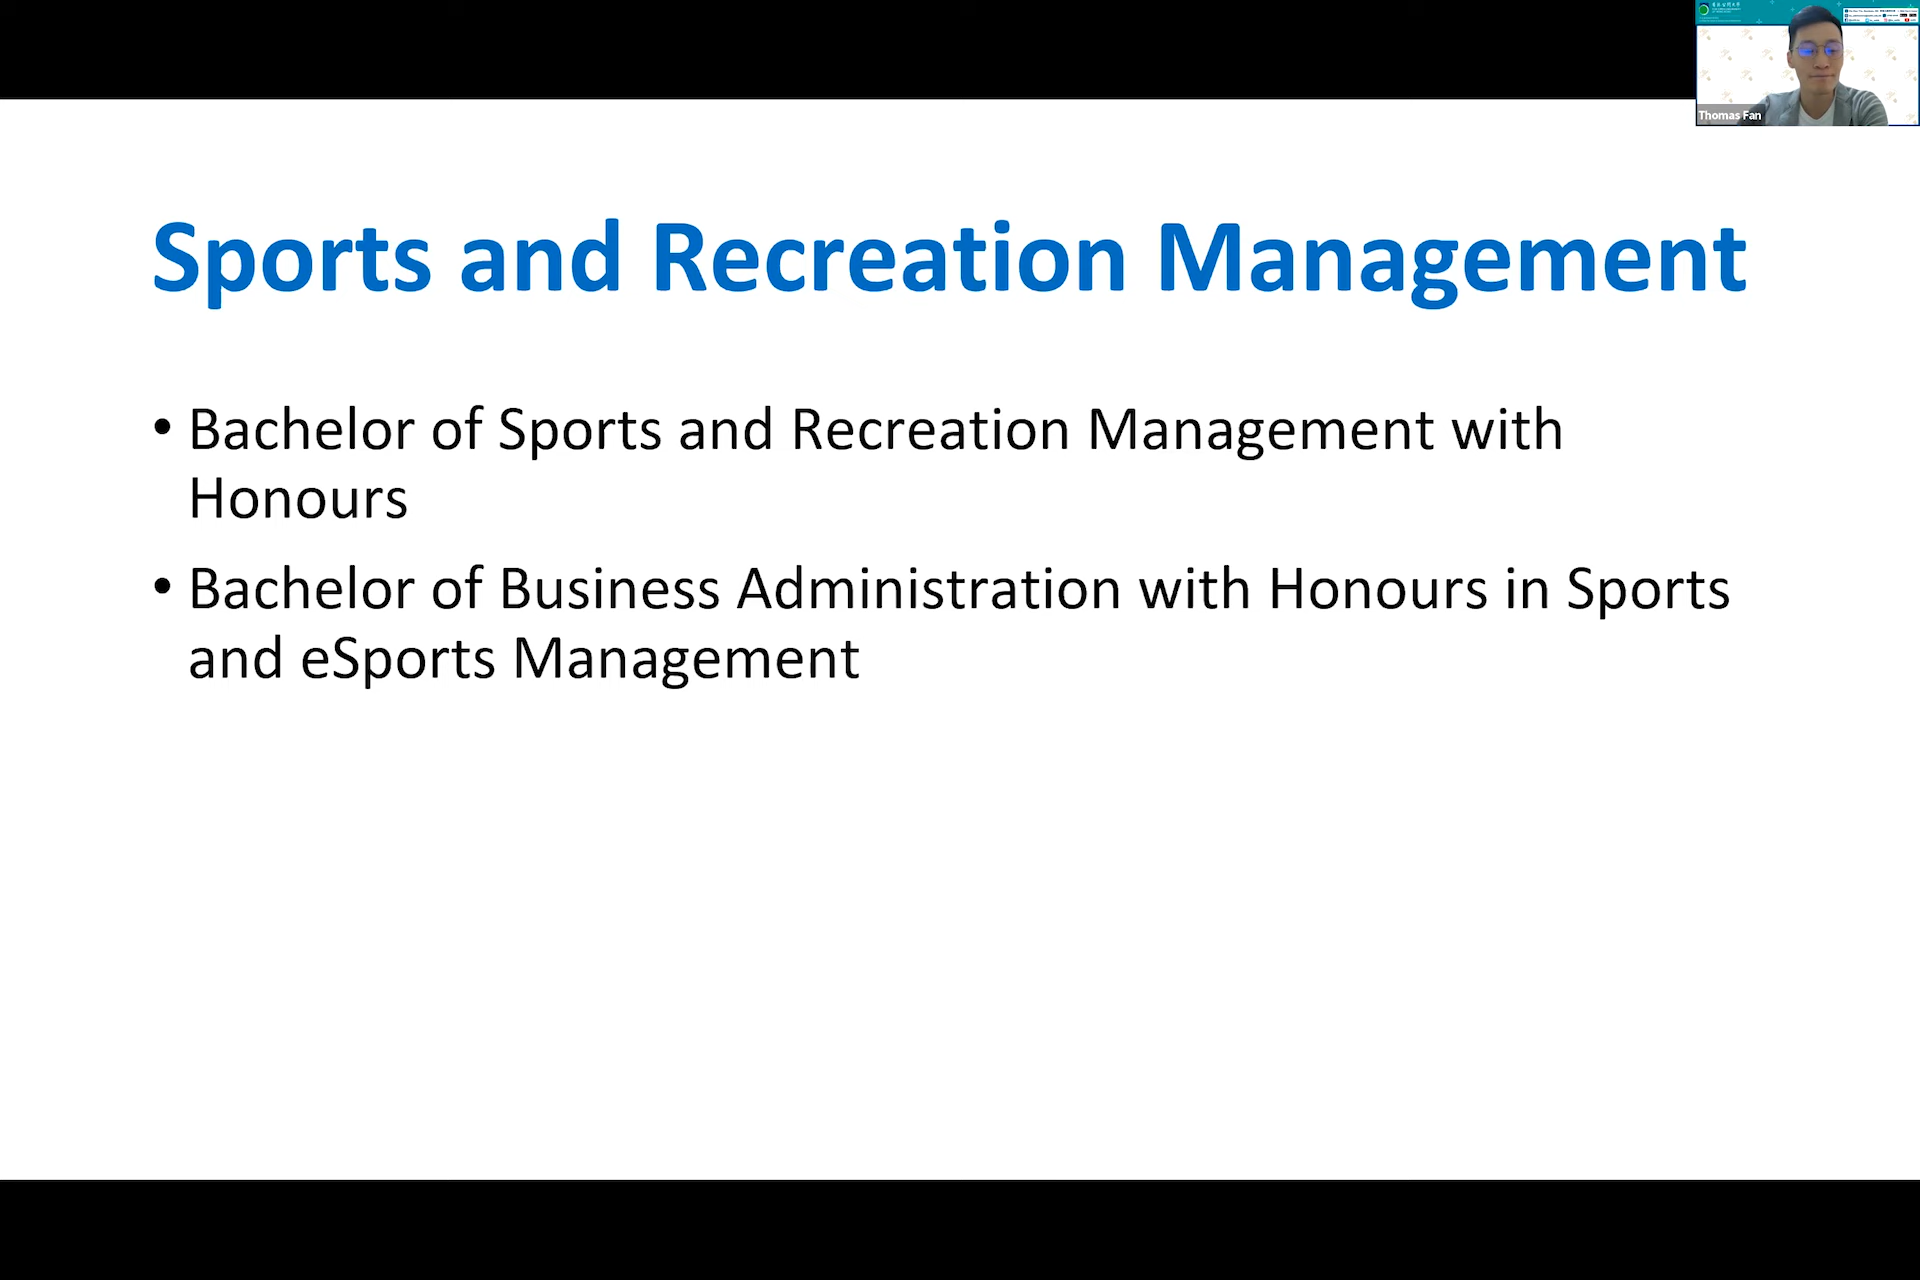 Thomas Fan
Sports and Recreation Management
• Bachelor of Sports and Recreation Management with
Honours
• Bachelor of Business Administration with Honours in Sports
and eSports Management